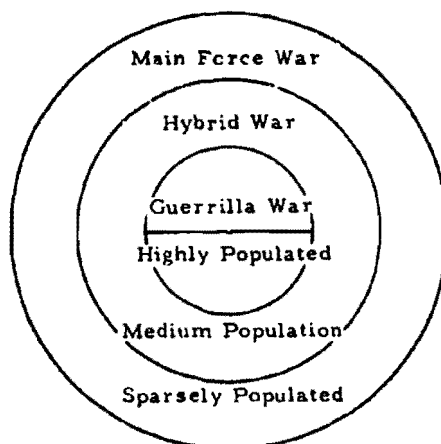 Main Force War
Hybrid War
Guerrilla War
Highly Populated
Medium Population
Sparsely Populated